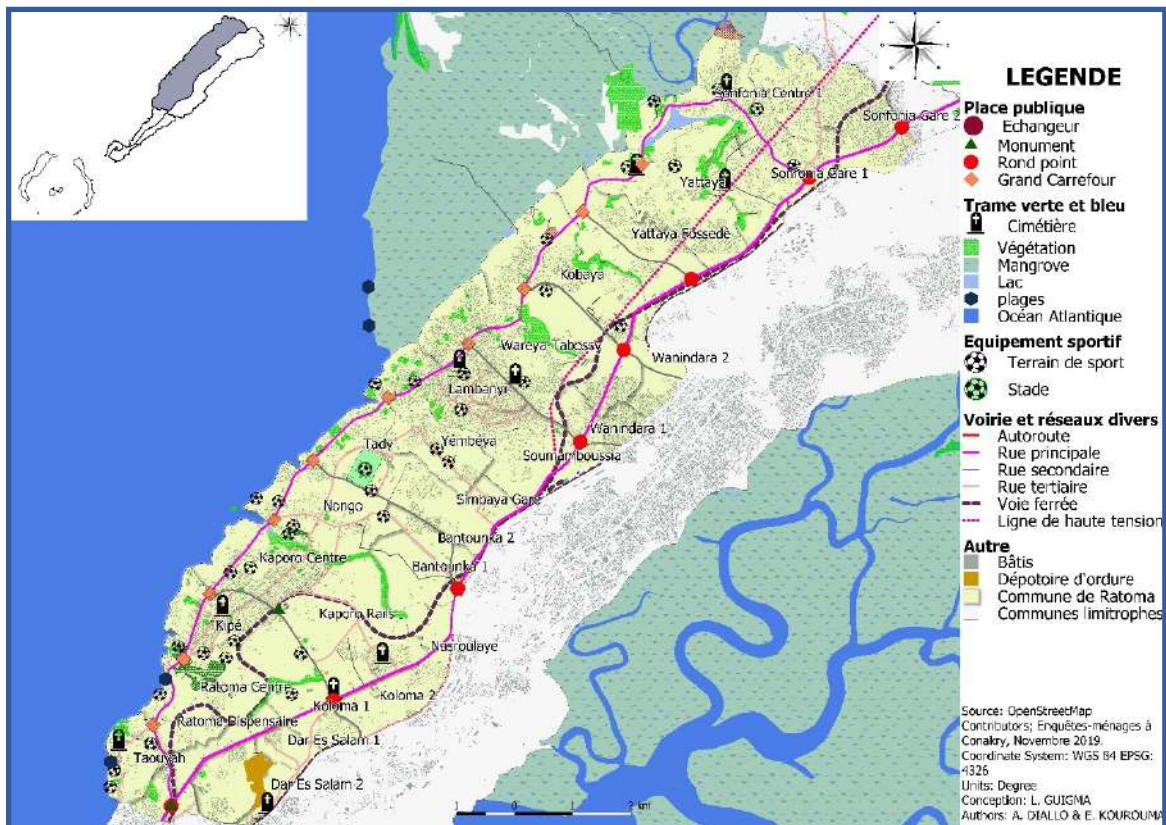 Sonfonia Centre 1
Sonfonia Gare 2
Sonfonia Gare 1
Yattaya
Yattaya Fossedè
Kobaya
Wareya-Tabossy
Wanindara 2
Lambanyi
Wanindara 1
Tady
Yembèya
Soumamboussia
Simbaya Gare
Nongo
Bantounka 2
Kaporo Centre
Bantounka 1
Kaporo Rails
Kipé
Nasroulaye
Ratoma Centre
Koloma 2
Koloma 1
Ratoma Dispensaire
Dar Es Salam 1
Taouyah
Dar Es Salam 2
1 0 1 2 km
LEGENDE
Place publique
Echangeur
Monument
Rond point
Grand Carrefour
Trame verte et bleu
Cimétière
Végétation
Mangrove
Lac
plages
Océan Atlantique
Equipement sportif
Terrain de sport
Stade
Voirie et réseaux divers
Autoroute
Rue principale
Rue secondaire
Rue tertiaire
Voie ferrée
Ligne de haute tension
Autre
Bâtis
Dépotoire d'ordure
Commune de Ratoma
Communes limitrophes
Source: OpenStreetMap
Contributors; Enquêtes-ménages à
Conakry, Novembre 2019.
Coordinate System: WGS 84 EPSG:
4326
Units: Degree
Conception: L. GUIGMA
Authors: A. DIALLO & E. KOUROUMA